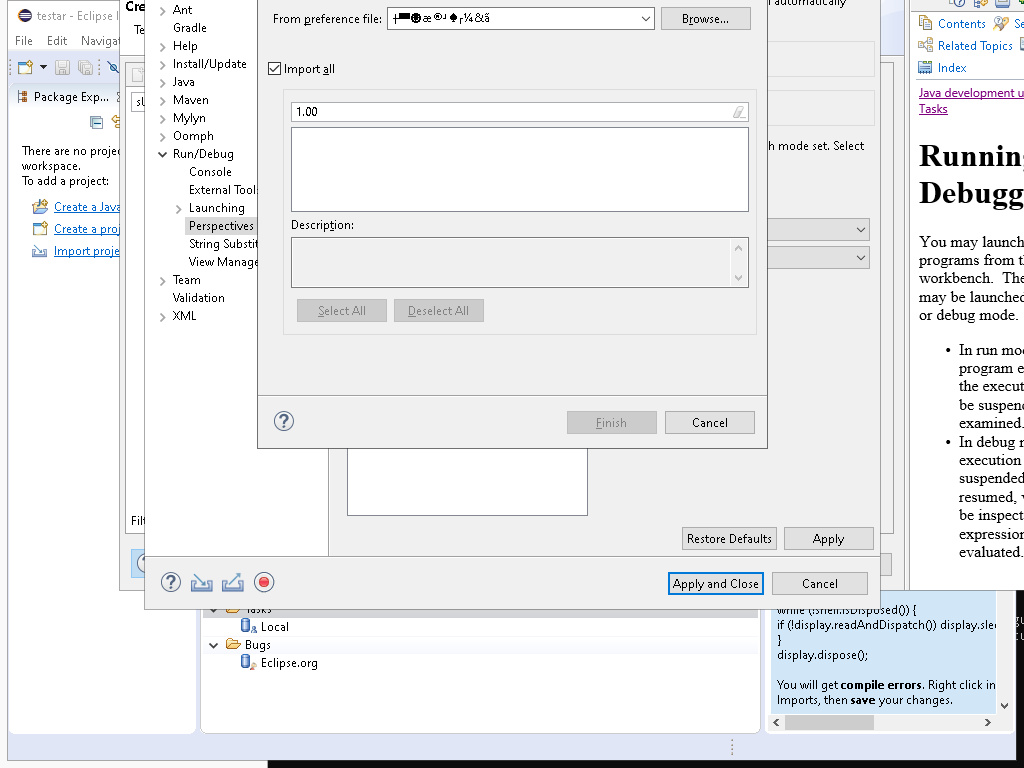 testar - Eclipse I
File Edit Naviga
Package Exp...
There are no proje
workspace.
To add a project:
Create a Java
Create a proj
Import proje
Cre
Te
Filt
Ant
Gradle
Help
Install/Update
Java
Maven
Mylyn
Oomph
Run/Debug
Console
External Tool
Launching
Perspectives
String Substit
View Manage
Team
Validation
XML
From preference file:
Browse...
Import all
1.00
Description:
Select All
Deselect All
Finish
Cancel
automatically
h mode set. Select
Restore Defaults
Apply
Apply and Close
Cancel
Tasks
Local
Bugs
Eclipse.org
Contents
Se
Related Topics
Index
Java development u
Tasks
Running
Debugg
You may launch
programs from th
workbench. The
may be launched
or debug mode.
• In run mod
program e
the execut
be suspend
examined.
• In debug m
execution
suspended
resumed, v
be inspect
expression
evaluated.
while (!shell.isDisposed()) {
if (!display.readAndDispatch()) display.slee
}
display.dispose();
You will get compile errors. Right click in
Imports, then save your changes.